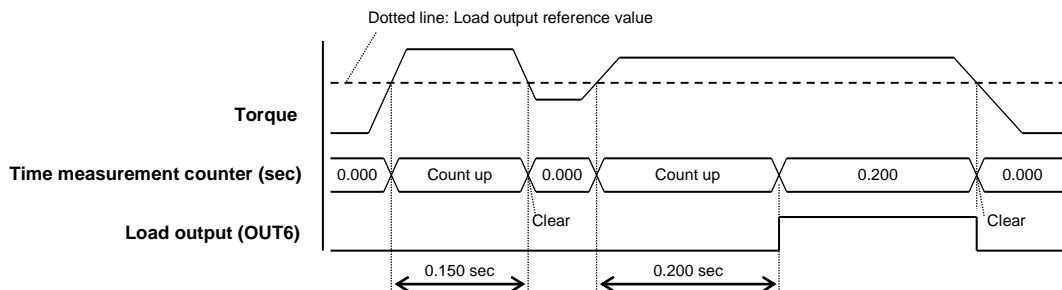 Dotted line: Load output reference value
Torque
Time measurement counter (sec)
0.000
Count up
0.000
Count up
0.200
0.000
Clear
Clear
Load output (OUT6)
0.150 sec
0.200 sec